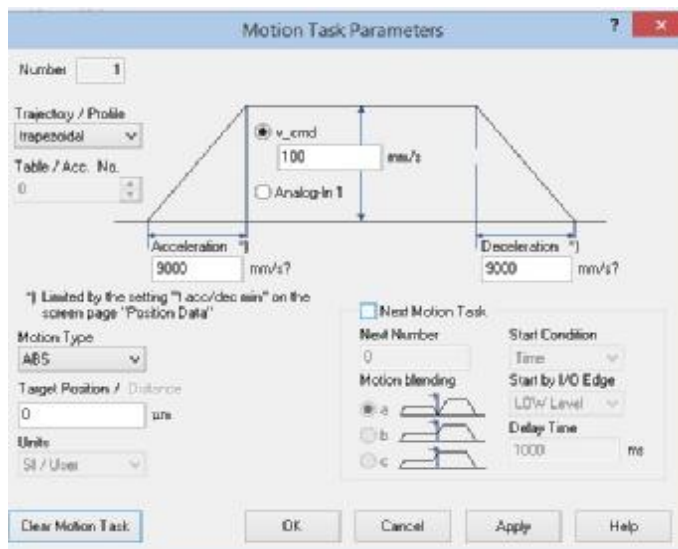 Motion Task Parameters
?
Number 1
Trajectory / Profile
trapezoidal
Table / Acc. No.
0
v_cmd
100 mm/s
Analog-In 1
Acceleration *)
9000 mm/s?
Deceleration *)
9000 mm/s?
*) Limited by the setting "t acc/dec min" on the
screen page "Position Data"
Motion Type
ABS
Target Position / Distance
0 µm
Units
SI / User
Next Motion Task
Next Number
0
Motion blending
a
b
c
Start Condition
Time
Start by I/O Edge
LOW Level
Delay Time
1000 ms
Clear Motion Task
OK
Cancel
Apply
Help